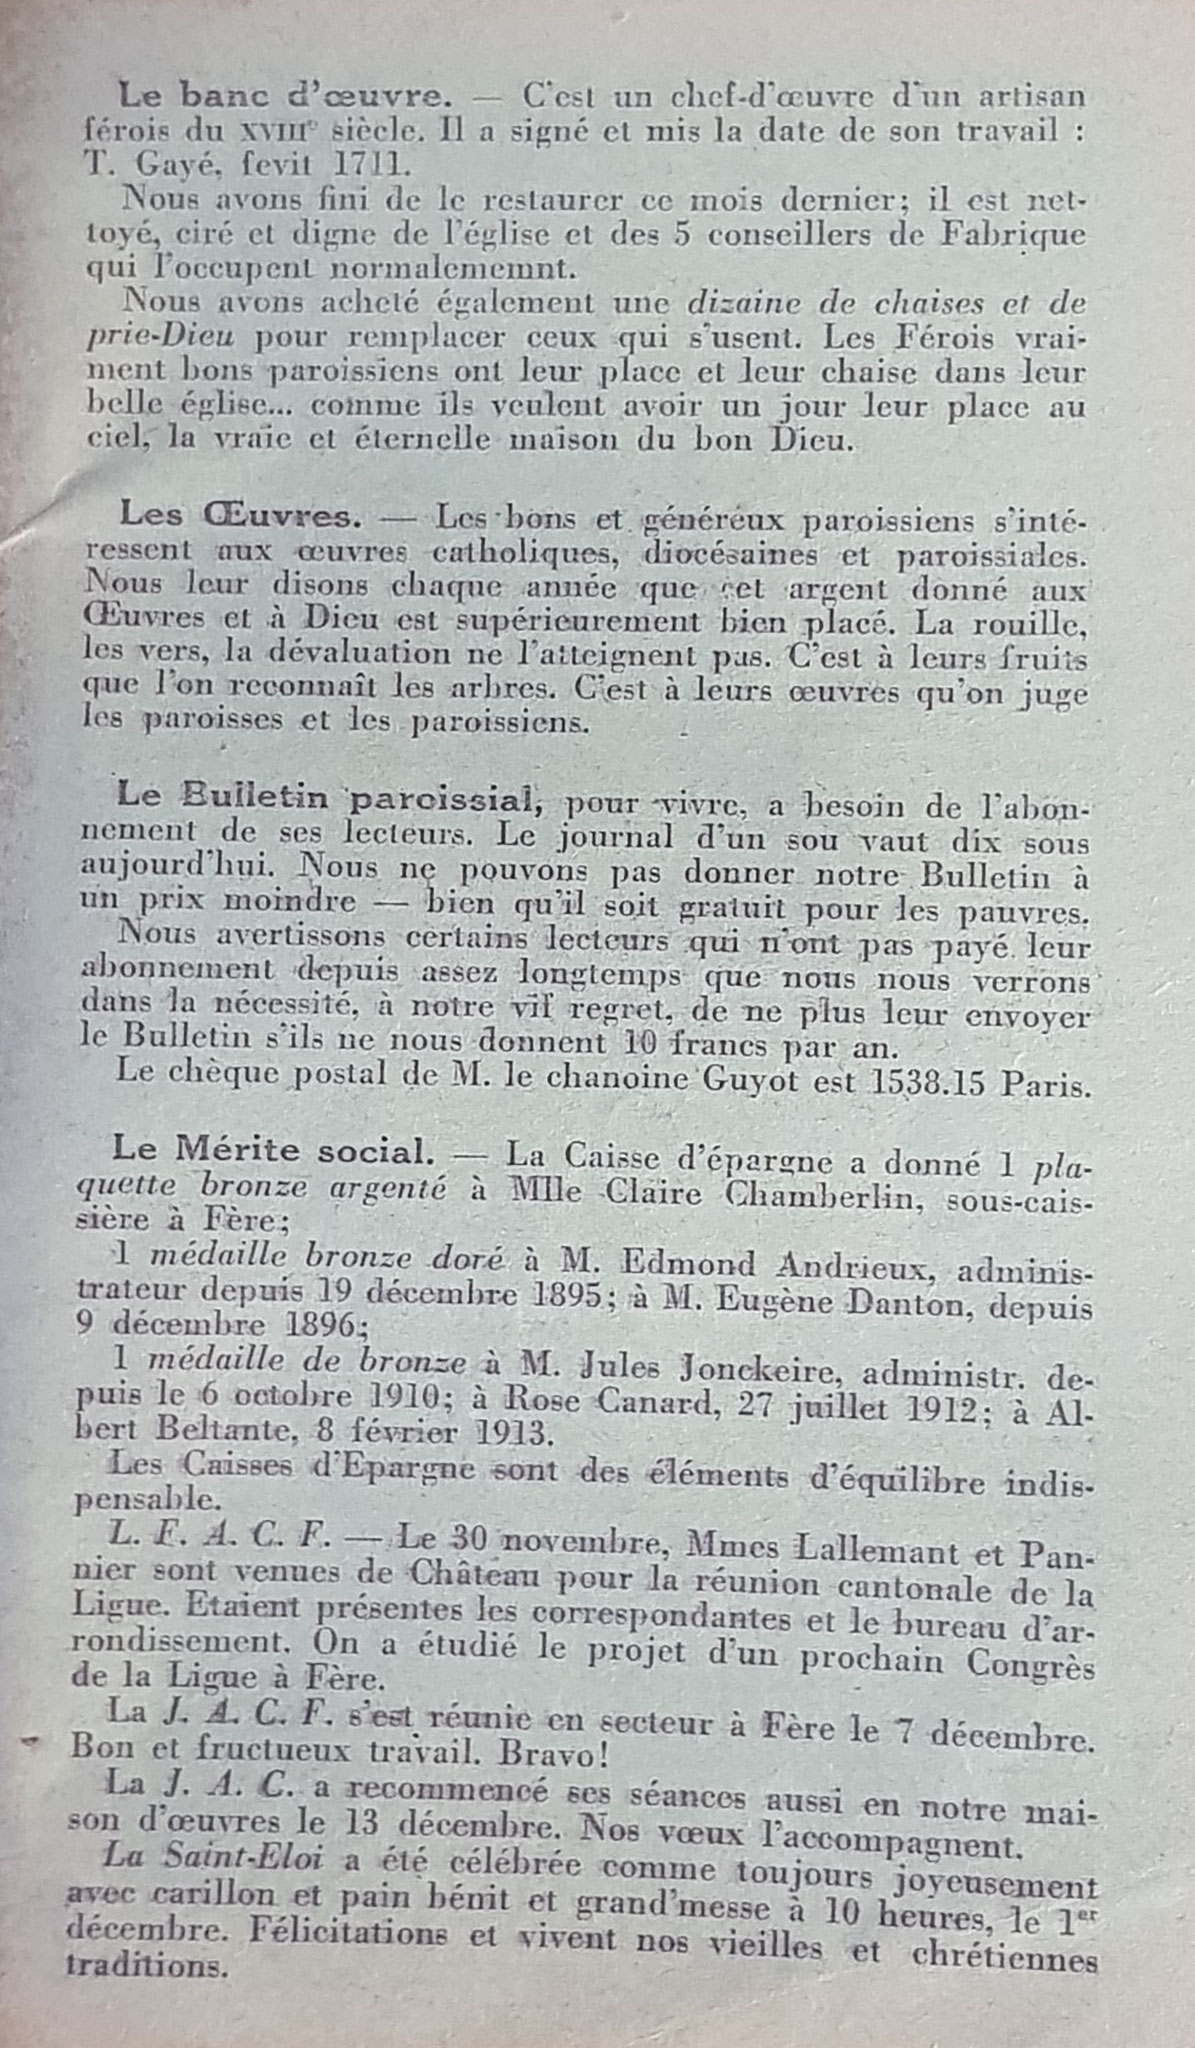 Le banc d'œuvre. — C'est un chef-d'œuvre d'un artisan
férois du XVIIIe siècle. Il a signé et mis la date de son travail :
T. Gayé, fevit 1711.
Nous avons fini de le restaurer ce mois dernier; il est net-
toyé, ciré et digne de l'église et des 5 conseillers de Fabrique
qui l'occupent normalememnt.
Nous avons acheté également une dizaine de chaises et de
prie-Dieu pour remplacer ceux qui s'usent. Les Férois vrai-
ment bons paroissiens ont leur place et leur chaise dans leur
belle église... comme ils veulent avoir un jour leur place au
ciel, la vraie et éternelle maison du bon Dieu.
Les Œuvres. — Les bons et généreux paroissiens s'inté-
ressent aux œuvres catholiques, diocésaines et paroissiales.
Nous leur disons chaque année que cet argent donné aux
Œuvres et à Dieu est supérieurement bien placé. La rouille,
les vers, la dévaluation ne l'atteignent pas. C'est à leurs fruits
que l'on reconnaît les arbres. C'est à leurs œuvres qu'on juge
les paroisses et les paroissiens.
Le Bulletin paroissial, pour vivre, a besoin de l'abon-
nement de ses lecteurs. Le journal d'un sou vaut dix sous
aujourd'hui. Nous ne pouvons pas donner notre Bulletin à
un prix moindre — bien qu'il soit gratuit pour les pauvres.
Nous avertissons certains lecteurs qui n'ont pas payé leur
abonnement depuis assez longtemps que nous nous verrons
dans la nécessité, à notre vif regret, de ne plus leur envoyer
le Bulletin s'ils ne nous donnent 10 francs par an.
Le chèque postal de M. le chanoine Guyot est 1538.15 Paris.
Le Mérite social. — La Caisse d'épargne a donné 1 pla-
quette bronze argenté à Mlle Claire Chamberlin, sous-cais-
sière à Fère;
1 médaille bronze doré à M. Edmond Andrieux, adminis-
trateur depuis 19 décembre 1895; à M. Eugène Danton, depuis
9 décembre 1896;
1 médaille de bronze à M. Jules Jonckeire, administr. de-
puis le 6 octobre 1910; à Rose Canard, 27 juillet 1912; à Al-
bert Beltante, 8 février 1913.
Les Caisses d'Epargne sont des éléments d'équilibre indis-
pensable.
L. F. A. C. F. — Le 30 novembre, Mmes Lallemant et Pan-
nier sont venues de Château pour la réunion cantonale de la
Ligue. Etaient présentes les correspondantes et le bureau d'ar-
rondissement. On a étudié le projet d'un prochain Congrès
de la Ligue à Fère.
La J. A. C. F. s'est réunie en secteur à Fère le 7 décembre.
Bon et fructueux travail. Bravo!
La J. A. C. a recommencé ses séances aussi en notre mai-
son d'œuvres le 13 décembre. Nos vœux l'accompagnent.
La Saint-Eloi a été célébrée comme toujours joyeusement
avec carillon et pain bénit et grand'messe à 10 heures, le 1er
décembre. Félicitations et vivent nos vieilles et chrétiennes
traditions.